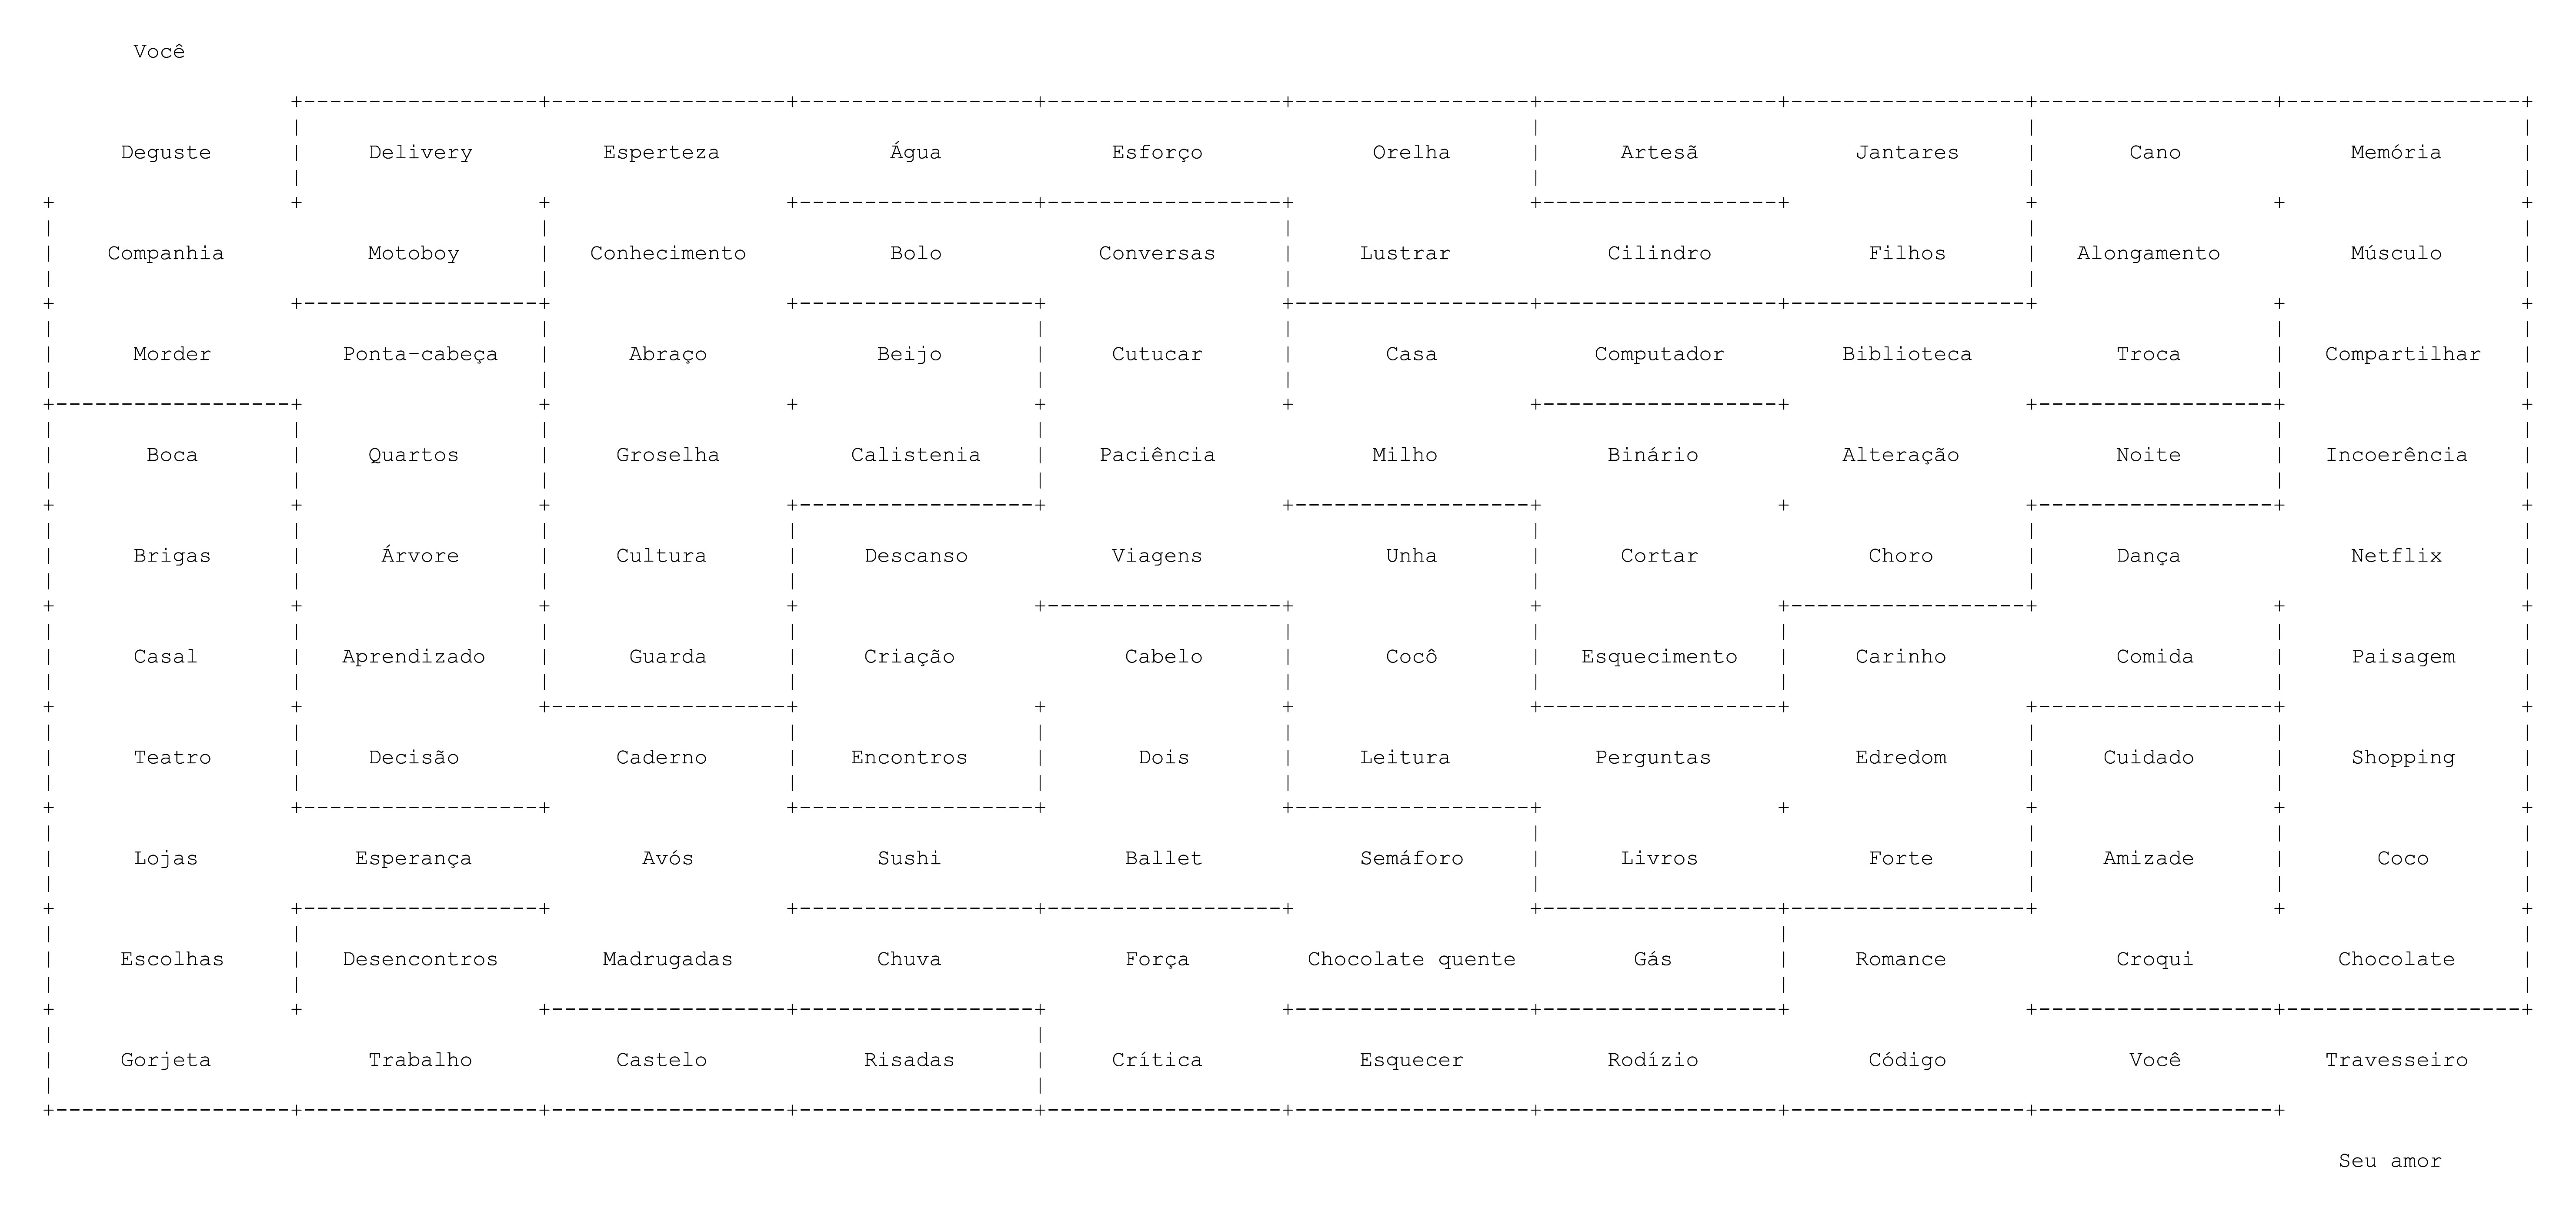 Você
Deguste Delivery Esperteza Água Esforço Orelha Artesã Jantares Cano Memória
Companhia Motoboy Conhecimento Bolo Conversas Lustrar Cilindro Filhos Alongamento Músculo
Morder Ponta-cabeça Abraço Beijo Cutucar Casa Computador Biblioteca Troca Compartilhar
Boca Quartos Groselha Calistenia Paciência Milho Binário Alteração Noite Incoerência
Brigas Árvore Cultura Descanso Viagens Unha Cortar Choro Dança Netflix
Casal Aprendizado Guarda Criação Cabelo Cocô Esquecimento Carinho Comida Paisagem
Teatro Decisão Caderno Encontros Dois Leitura Perguntas Edredom Cuidado Shopping
Lojas Esperança Avós Sushi Ballet Semáforo Livros Forte Amizade Coco
Escolhas Desencontros Madrugadas Chuva Força Chocolate quente Gás Romance Croqui Chocolate
Gorjeta Trabalho Castelo Risadas Crítica Esquecer Rodízio Código Você Travesseiro
Seu amor